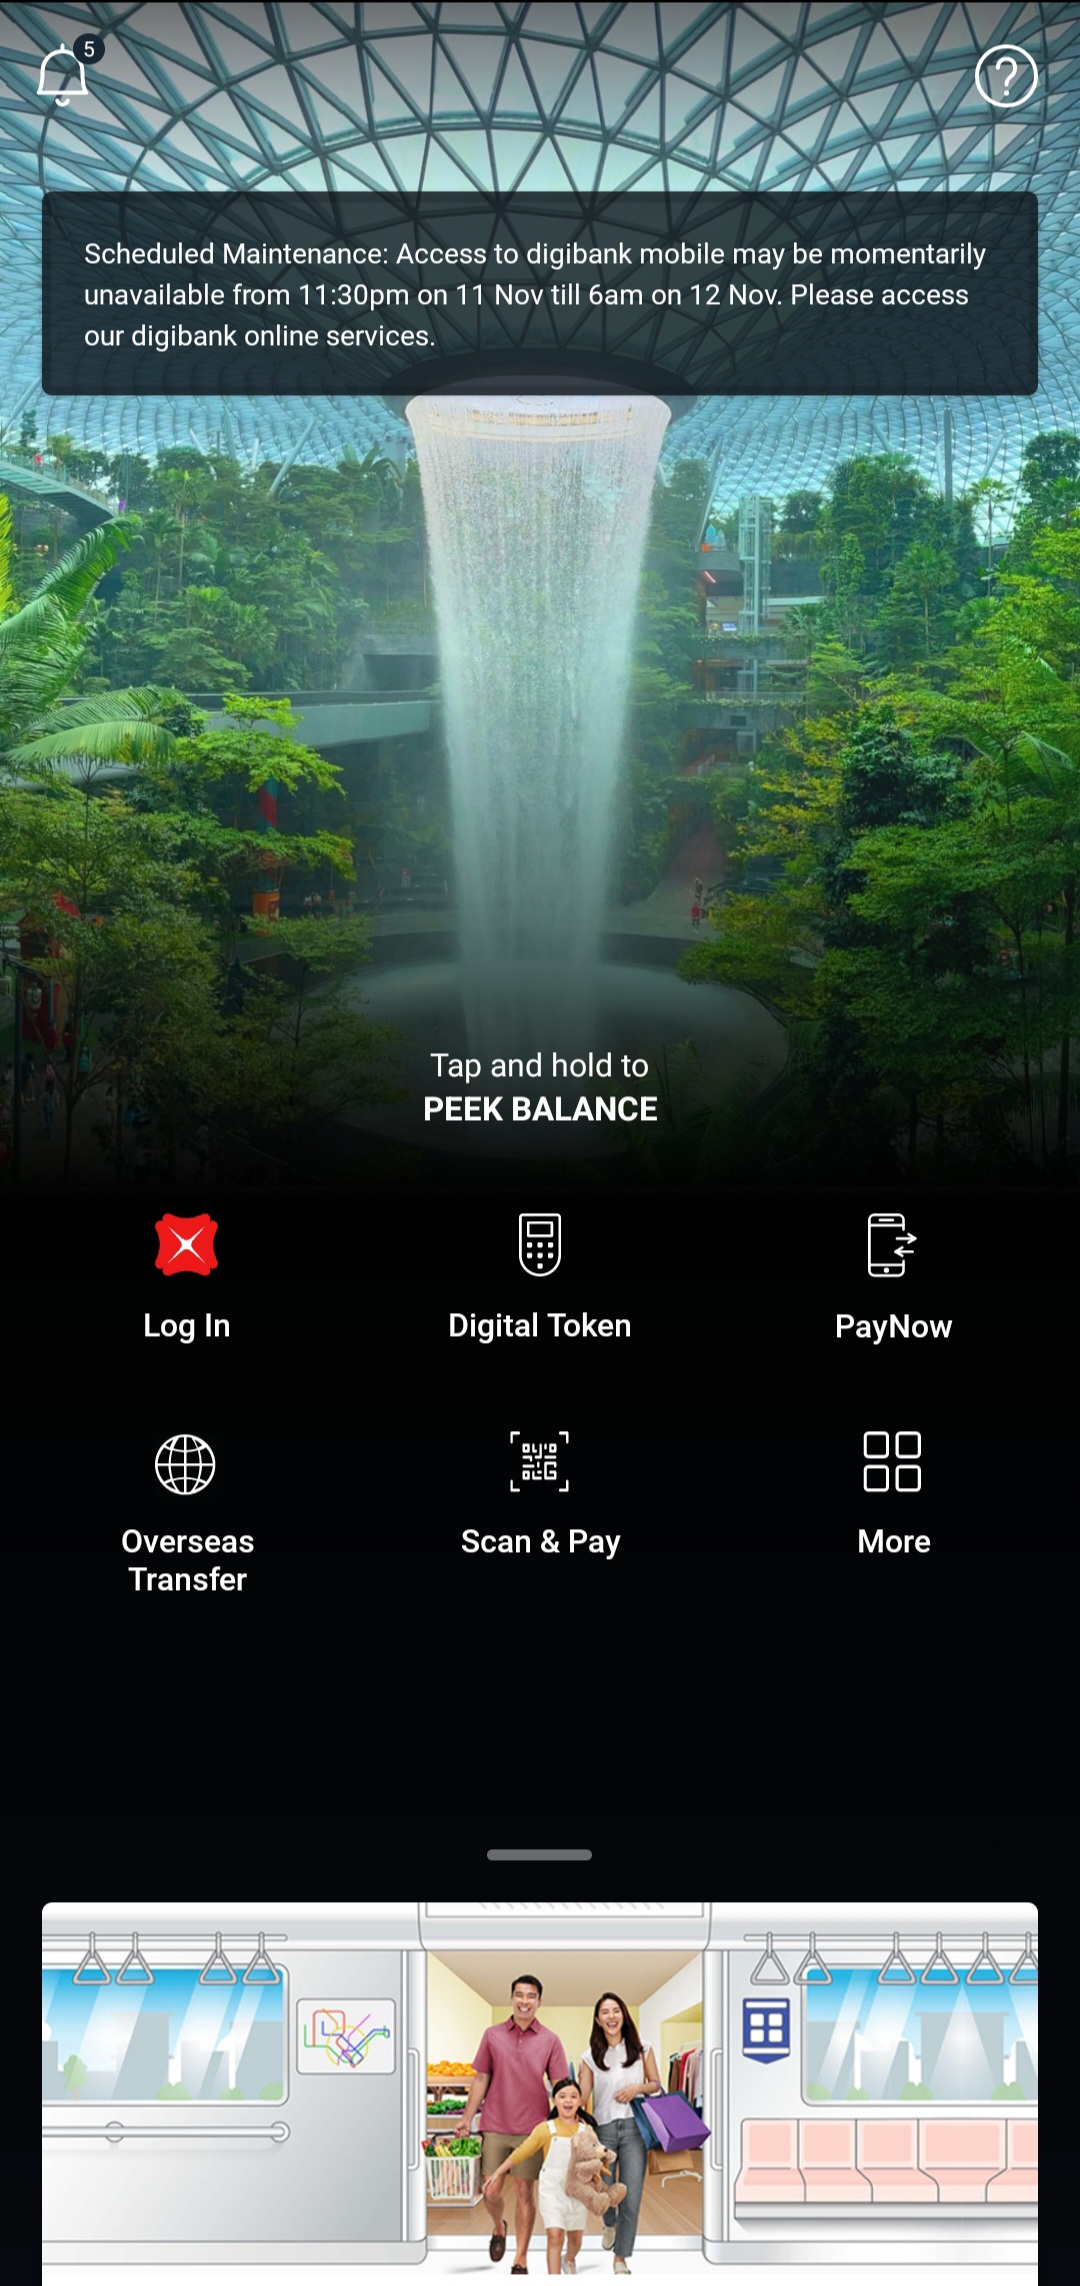 5
Scheduled Maintenance: Access to digibank mobile may be momentarily
unavailable from 11:30pm on 11 Nov till 6am on 12 Nov. Please access
our digibank online services.
Tap and hold to
PEEK BALANCE
Log In
Digital Token
PayNow
Overseas
Transfer
Scan & Pay
More